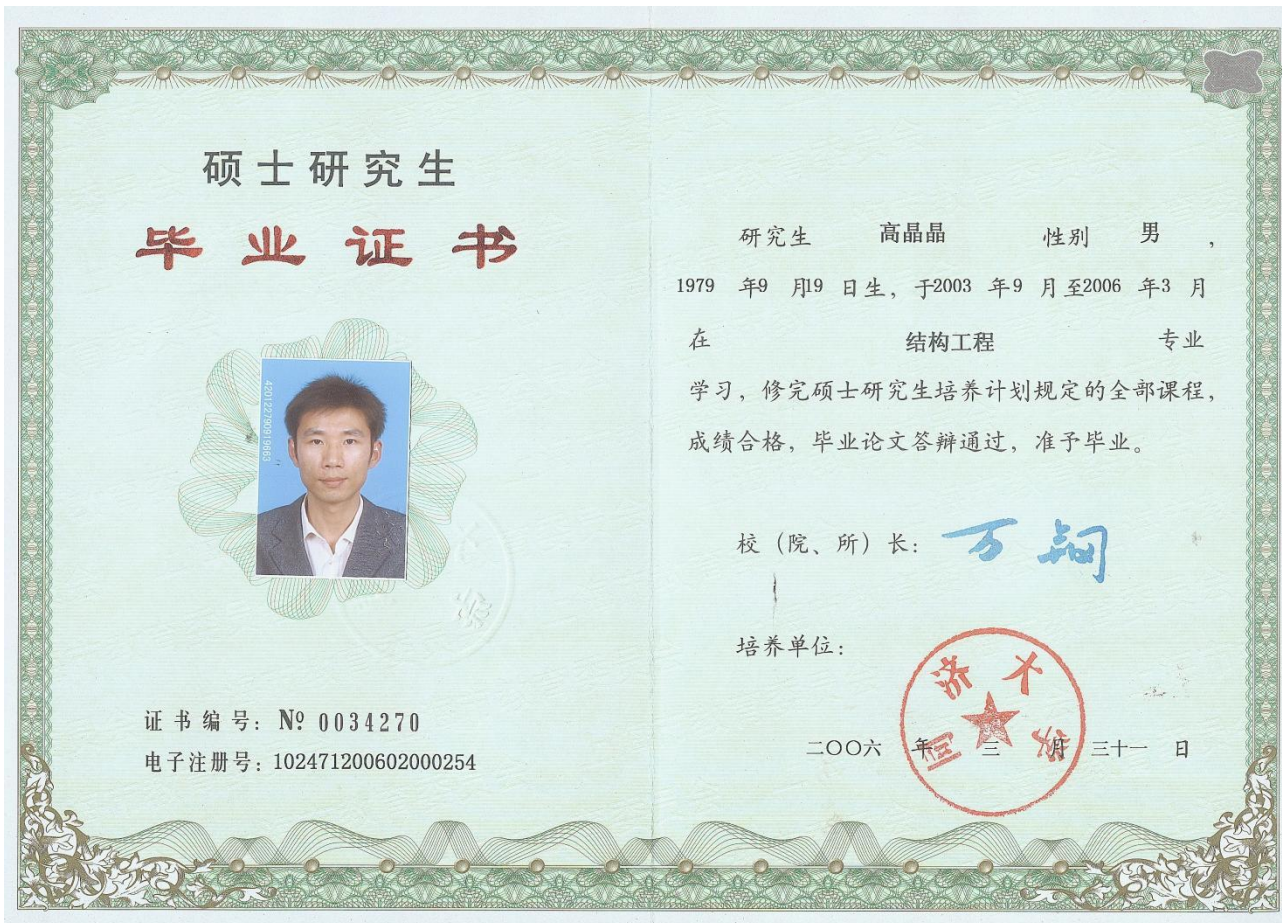 硕士研究生
毕业证书
420122790919663
证书编号：№ 0034270
电子注册号：102471200602000254
研究生 高晶晶 性别 男，
1979 年9 月19 日生，于2003 年9 月至2006 年3 月
在 结构工程 专业
学习，修完硕士研究生培养计划规定的全部课程，
成绩合格，毕业论文答辩通过，准予毕业。
校（院、所）长：万钢
培养单位：
同济大学
二〇〇六 年 三 月 三十一 日